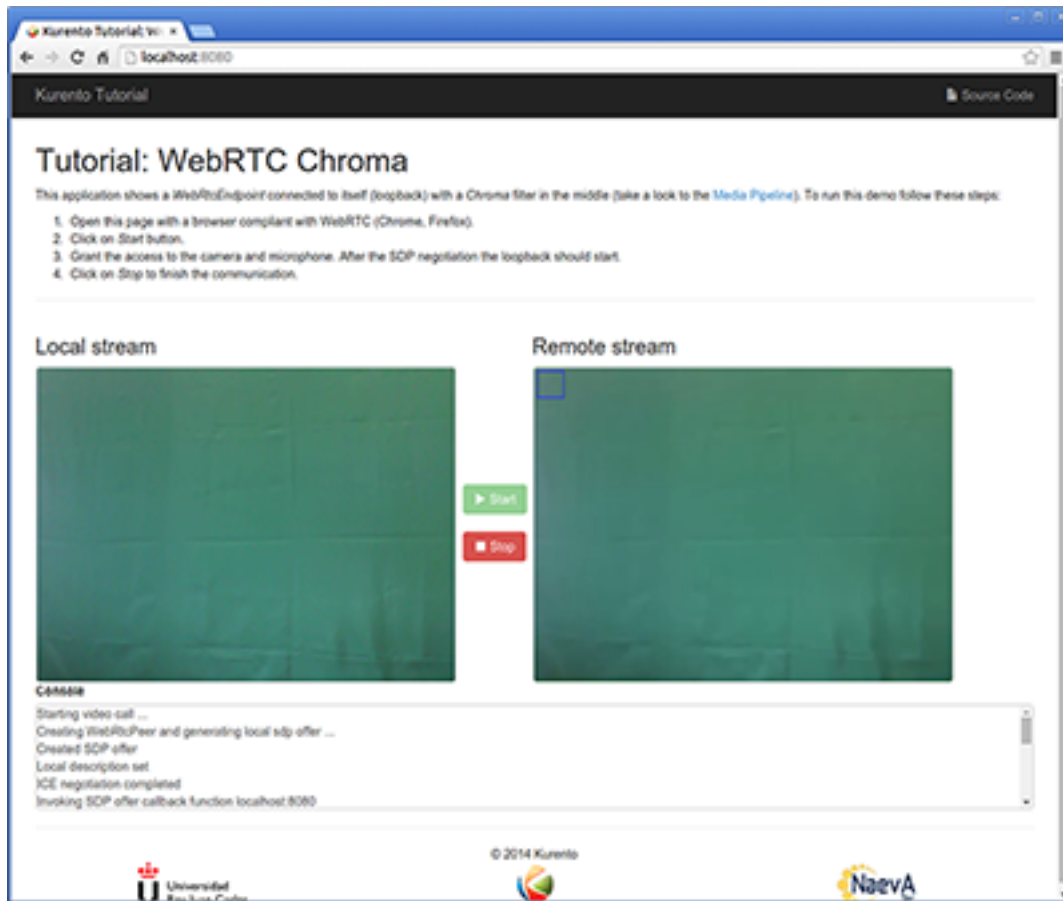 Kurento Tutorial: We
localhost:8080
Kurento Tutorial
Source Code
Tutorial: WebRTC Chroma
This application shows a WebRtcEndpoint connected to itself (loopback) with a Chroma filter in the middle (take a look to the Media Pipeline). To run this demo follow these steps:
1. Open this page with a browser compliant with WebRTC (Chrome, Firefox).
2. Click on Start button.
3. Grant the access to the camera and microphone. After the SDP negotiation the loopback should start.
4. Click on Stop to finish the communication.
Local stream
Remote stream
Start
Stop
Console
Starting video call ...
Creating WebRtcPeer and generating local sdp offer ...
Created SDP offer
Local description set
ICE negotiation completed
Invoking SDP offer callback function localhost:8080
© 2014 Kurento
Universidad
Rey Juan Carlos
NaevA